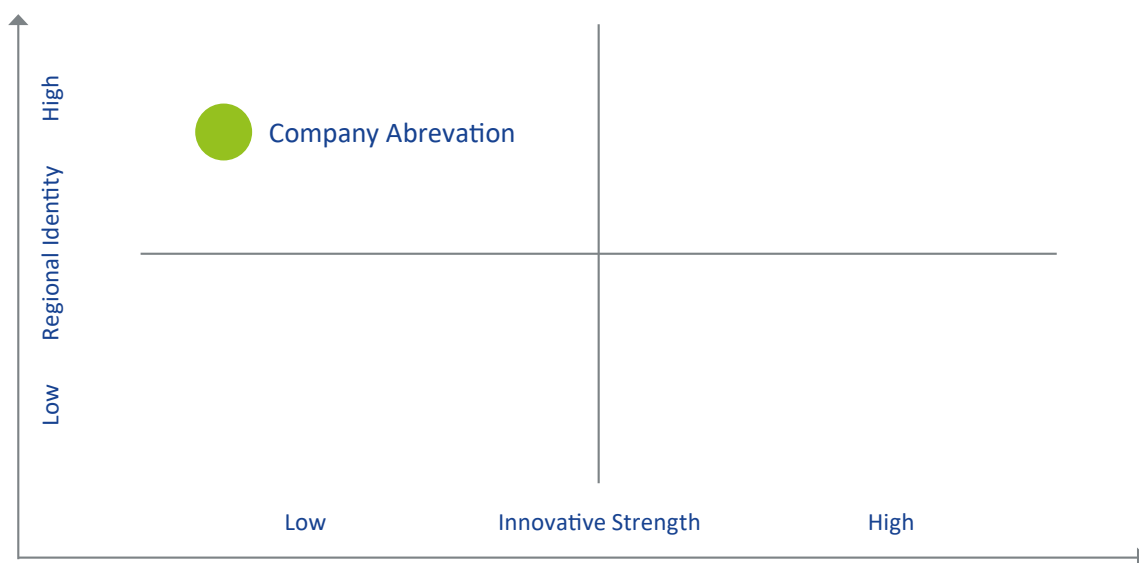 High
Company Abrevation
Regional Identity
Low
Low Innovative Strength High